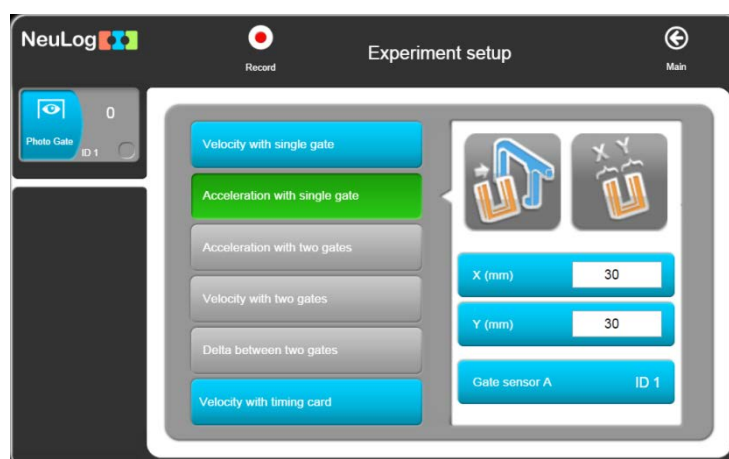 NeuLog
Record
Experiment setup
Main
0
Photo Gate
ID 1
Velocity with single gate
Acceleration with single gate
Acceleration with two gates
Velocity with two gates
Delta between two gates
Velocity with timing card
X Y
X (mm) 30
Y (mm) 30
Gate sensor A ID 1